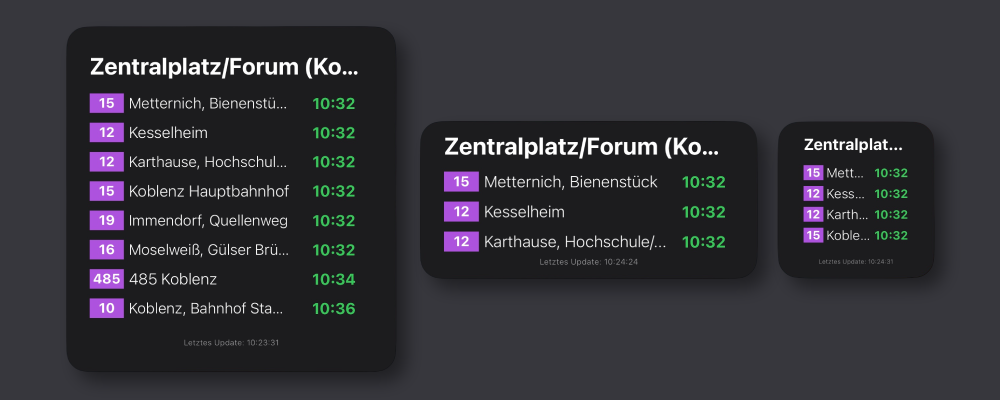 Zentralplatz/Forum (Ko...
15 Metternich, Bienenstü... 10:32
12 Kesselheim 10:32
12 Karthause, Hochschul... 10:32
15 Koblenz Hauptbahnhof 10:32
19 Immendorf, Quellenweg 10:32
16 Moselweiß, Gülser Brü... 10:32
485 485 Koblenz 10:34
10 Koblenz, Bahnhof Sta... 10:36
Letztes Update: 10:23:31
Zentralplatz/Forum (Ko...
15 Metternich, Bienenstück 10:32
12 Kesselheim 10:32
12 Karthause, Hochschule/... 10:32
Letztes Update: 10:24:24
Zentralplat...
15 Mett... 10:32
12 Kess... 10:32
12 Karth... 10:32
15 Koble... 10:32
Letztes Update: 10:24:31